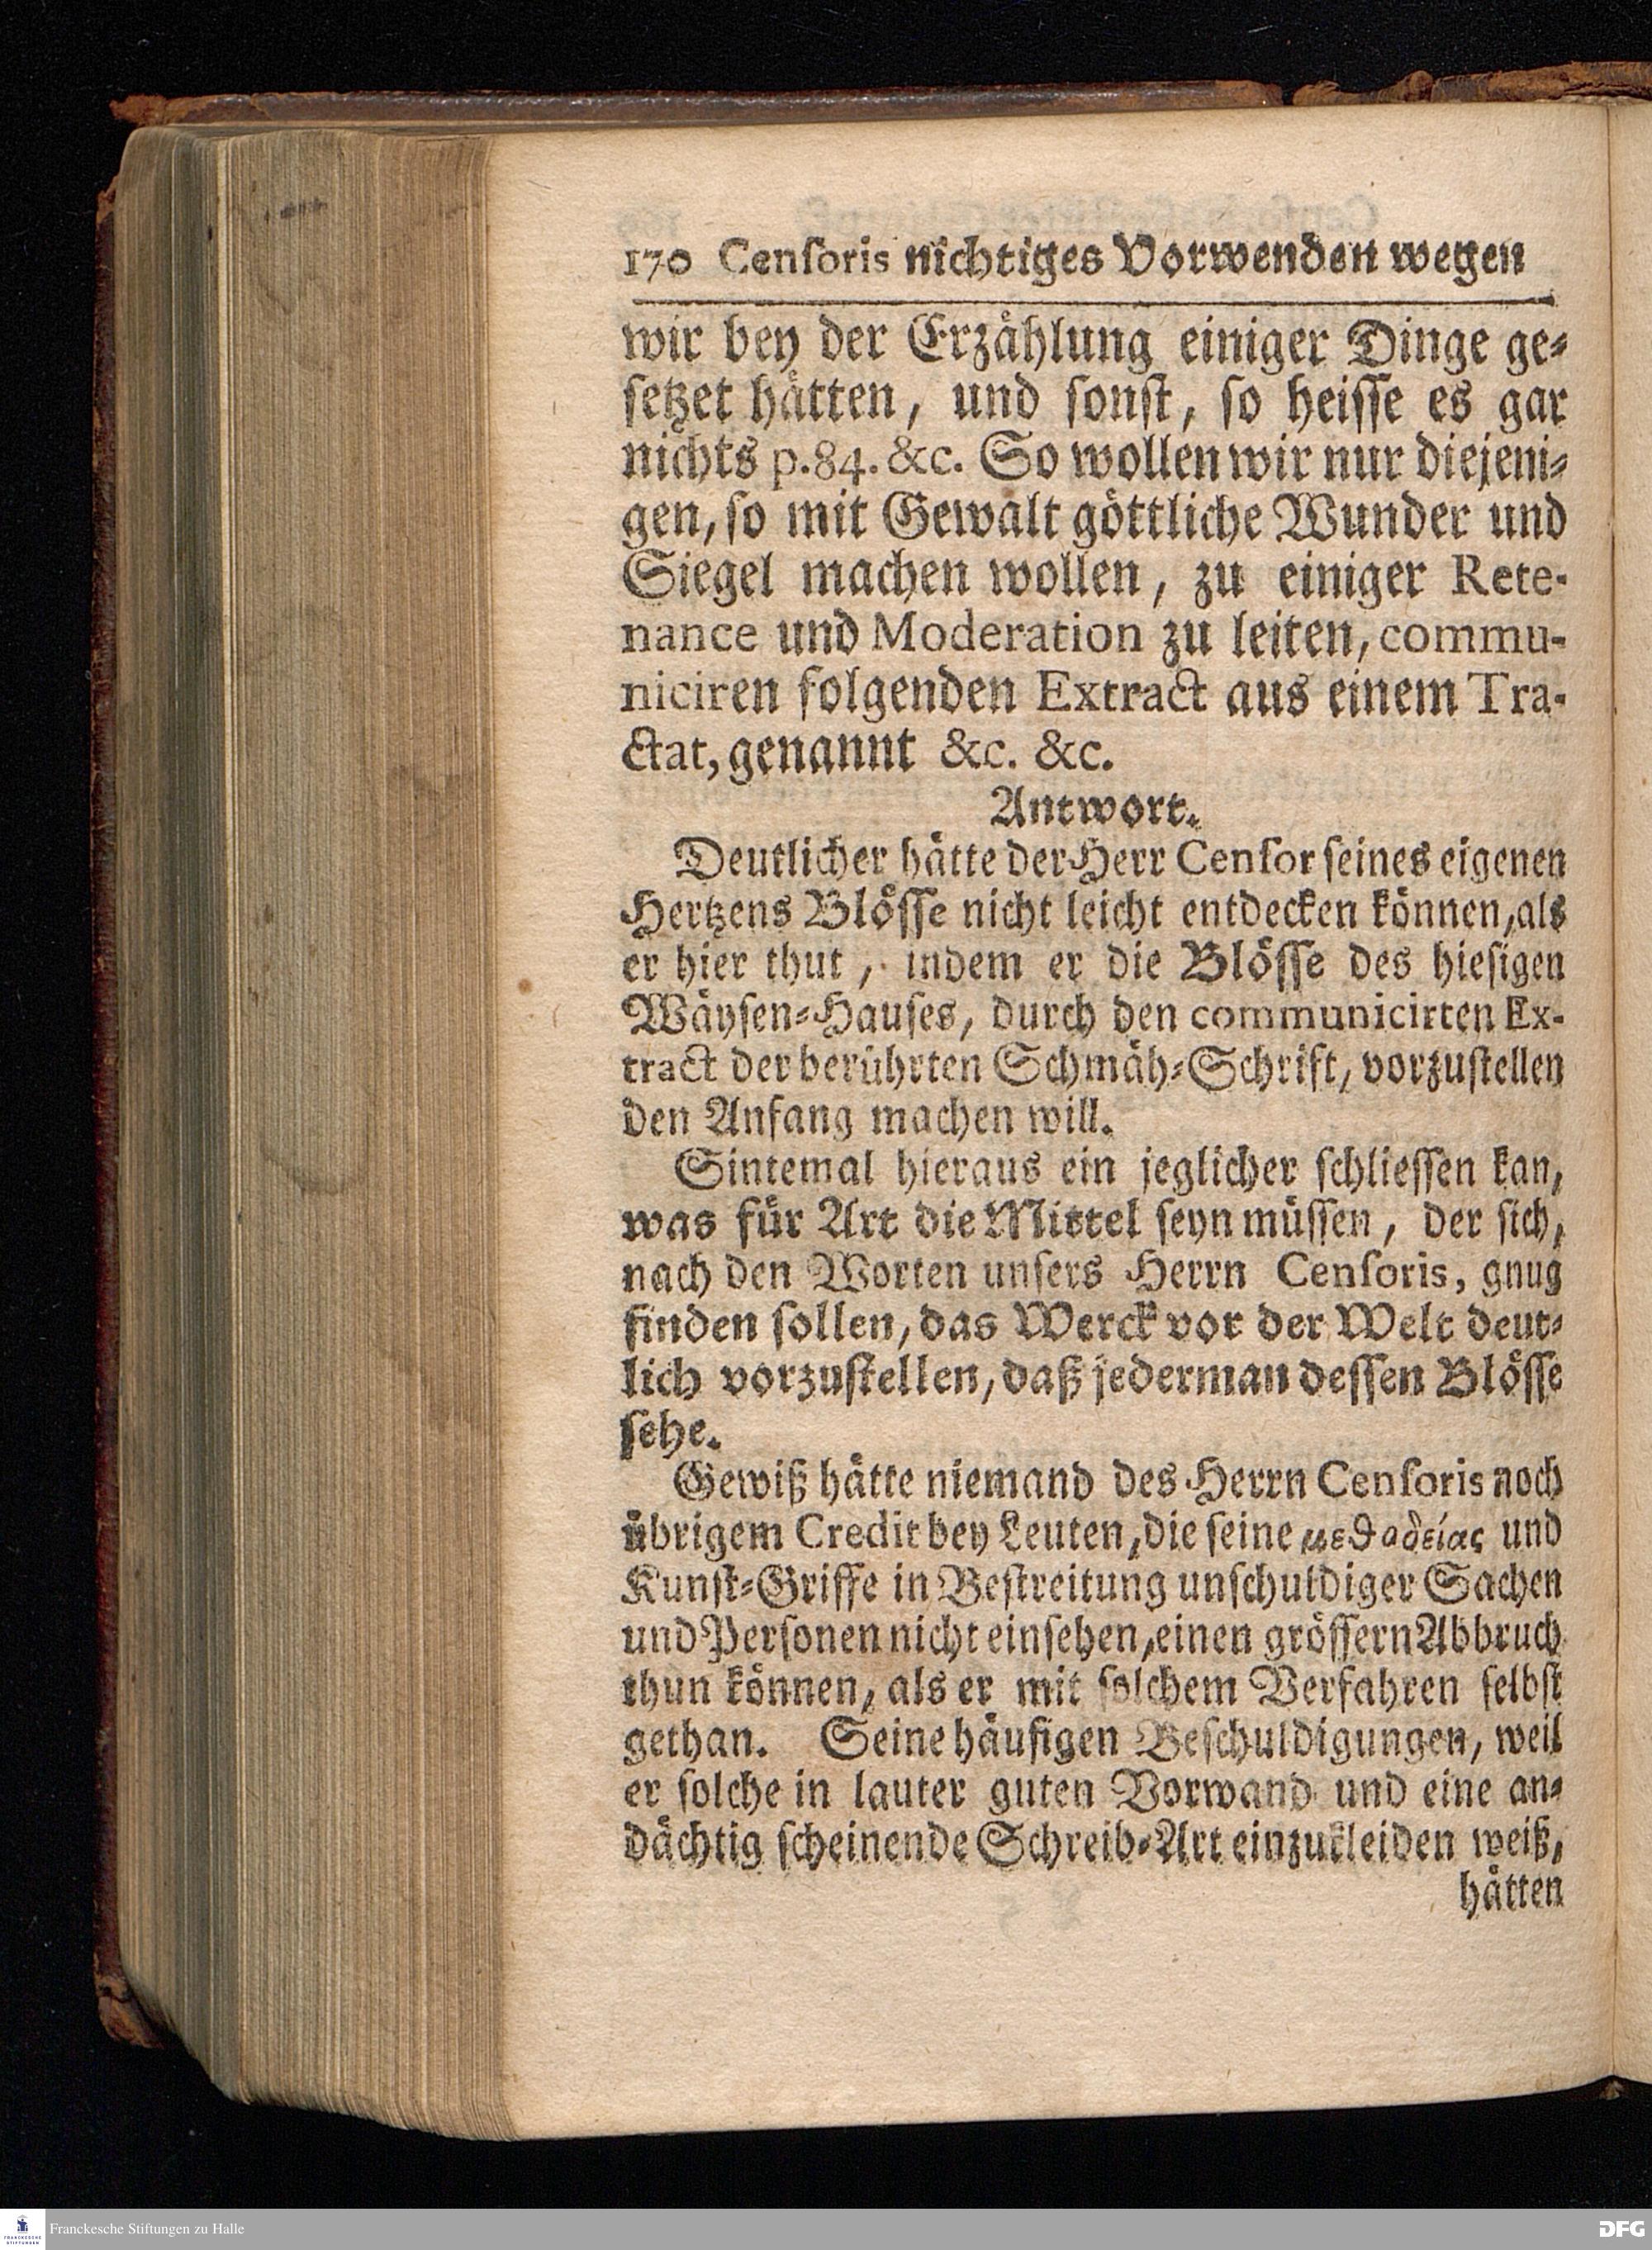 170 Censoris nichtiges Vorwenden wegen
wir bey der Erzählung einiger Dinge ge-
setzet hätten, und sonst, so heisse es gar
nichts p. 84. &c. So wollen wir nur diejeni-
gen, so mit Gewalt göttliche Wunder und
Siegel machen wollen, zu einiger Rete-
nance und Moderation zu leiten, commu-
niciren folgenden Extract aus einem Tra-
ctat, genannt &c. &c.
Antwort.
Deutlicher hätte der Herr Censor seines eigenen
Hertzens Blösse nicht leicht entdecken können, als
er hier thut, indem er die Blösse des hiesigen
Wäysen-Hauses, durch den communicirten Ex-
tract der berührten Schmäh-Schrift, vorzustellen
den Anfang machen will.
Sintemal hieraus ein jeglicher schliessen kan,
was für Art die Mittel seyn müssen, der sich,
nach den Worten unsers Herrn Censoris, gnug
finden sollen, das Werck vor der Welt deut-
lich vorzustellen, daß jederman dessen Blösse
sehe.
Gewiß hätte niemand des Herrn Censoris noch
übrigem Credit bey Leuten, die seine μεθαδείας und
Kunst-Griffe in Bestreitung unschuldiger Sachen
und Personen nicht einsehen, einen grössern Abbruch
thun können, als er mit solchem Verfahren selbst
gethan. Seine häufigen Beschuldigungen, weil
er solche in lauter guten Vorwand und eine an-
dächtig scheinende Schreib-Art einzukleiden weiß,
hätten
Franckesche Stiftungen zu Halle
FRANCKESCHE
STIFTUNGEN
DFG